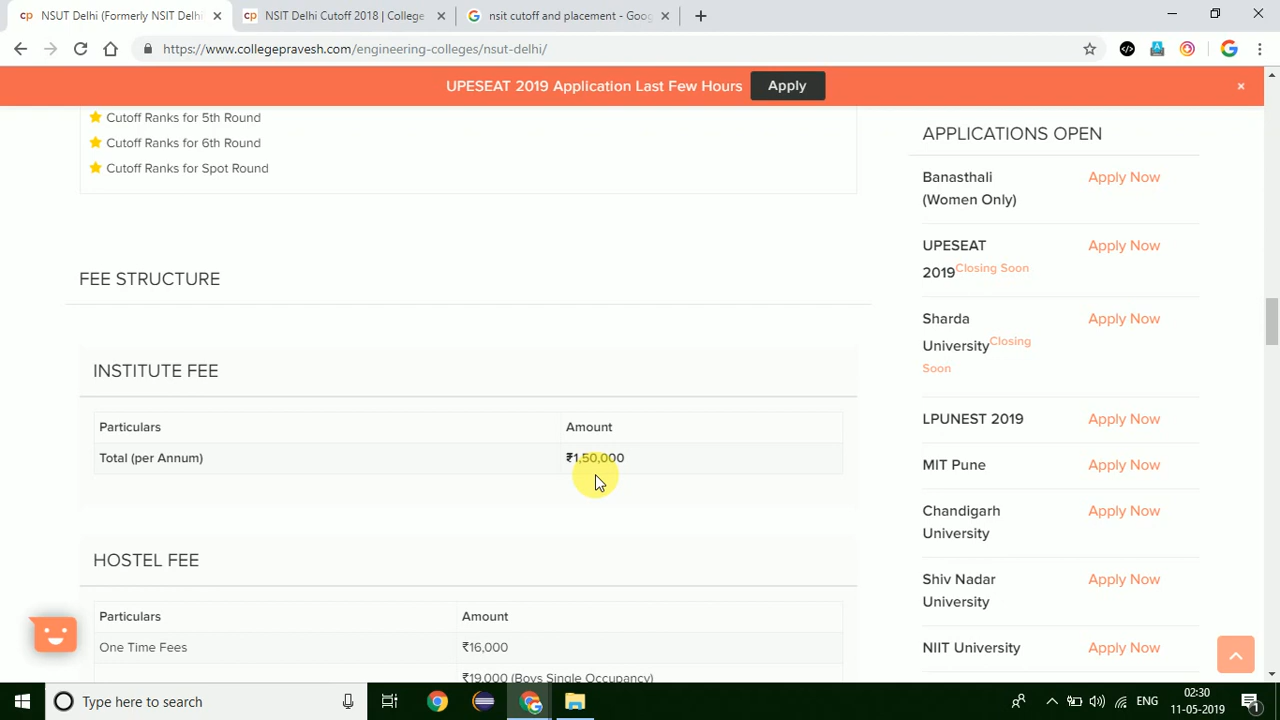 NSUT Delhi (Formerly NSIT Delhi
NSIT Delhi Cutoff 2018 | College
nsit cutoff and placement - Goog
https://www.collegepravesh.com/engineering-colleges/nsut-delhi/
UPESEAT 2019 Application Last Few Hours Apply
Cutoff Ranks for 5th Round
Cutoff Ranks for 6th Round
Cutoff Ranks for Spot Round
FEE STRUCTURE
INSTITUTE FEE
Particulars Amount
Total (per Annum) ₹1,50,000
HOSTEL FEE
Particulars Amount
One Time Fees ₹16,000
₹19,000 (Boys Single Occupancy)
APPLICATIONS OPEN
Banasthali Apply Now
(Women Only)
UPESEAT Apply Now
2019 Closing Soon
Sharda Apply Now
University Closing
Soon
LPUNEST 2019 Apply Now
MIT Pune Apply Now
Chandigarh Apply Now
University
Shiv Nadar Apply Now
University
NIIT University Apply Now
Type here to search
ENG
02:30
11-05-2019